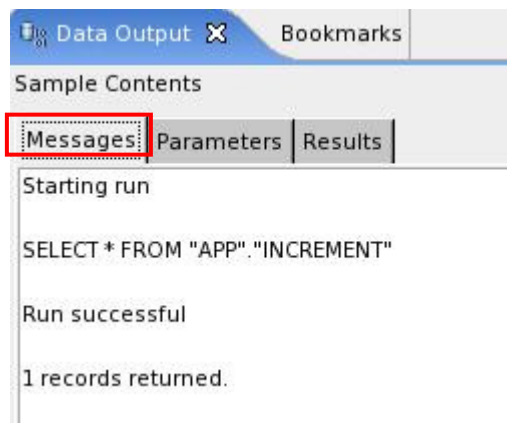 Data Output Bookmarks
Sample Contents
Messages Parameters Results
Starting run
SELECT * FROM "APP"."INCREMENT"
Run successful
1 records returned.